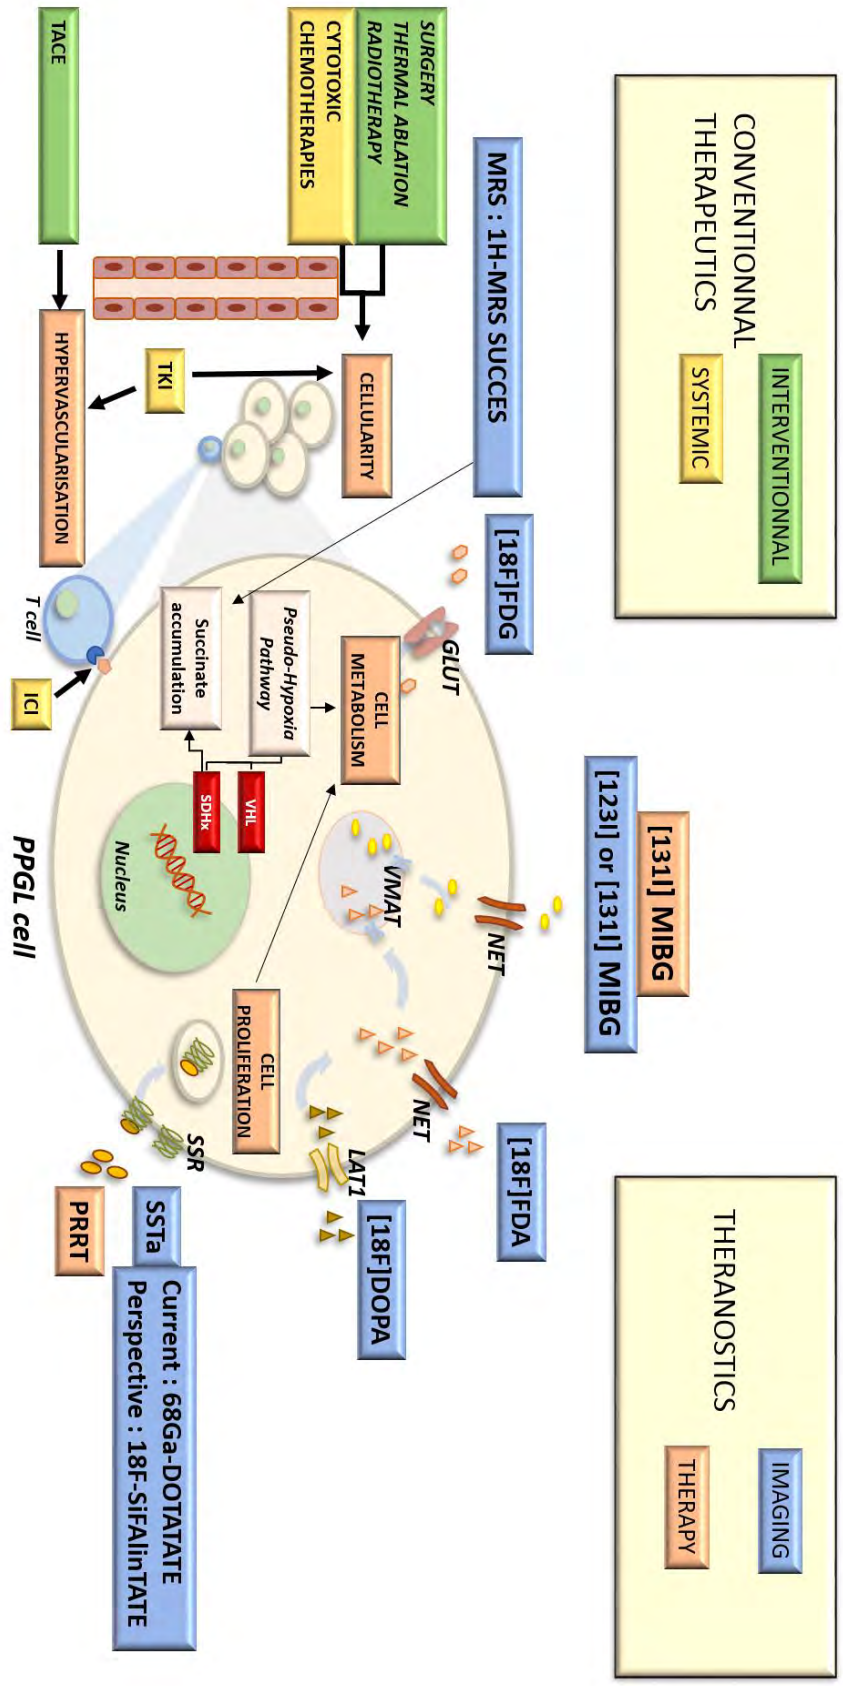 CONVENTIONNAL
THERAPEUTICS
INTERVENTIONNAL
SYSTEMIC
THERANOSTICS
IMAGING
THERAPY
[131I] MIBG
[123I] or [131I] MIBG
MRS : 1H-MRS SUCCES
[18F]FDG
[18F]FDA
SURGERY
THERMAL ABLATION
RADIOTHERAPY
CYTOTOXIC
CHEMOTHERAPIES
CELLULARITY
GLUT
NET
NET
CELL
METABOLISM
VMAT
LAT1
[18F]DOPA
Pseudo-Hypoxia
Pathway
VHL
CELL
PROLIFERATION
Succinate
accumulation
SDHx
SSR
TKI
Nucleus
SSTa
Current : 68Ga-DOTATATE
Perspective : 18F-SiFAlinTATE
TACE
HYPERVASCULARISATION
T cell
ICI
PRRT
PPGL cell